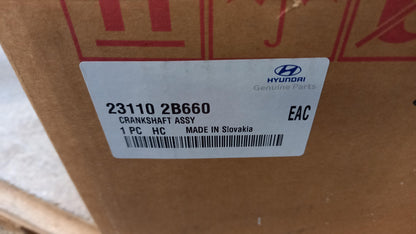 HYUNDAI
Genuine Parts
23110 2B660
CRANKSHAFT ASSY
EAC
1 PC HC MADE IN Slovakia